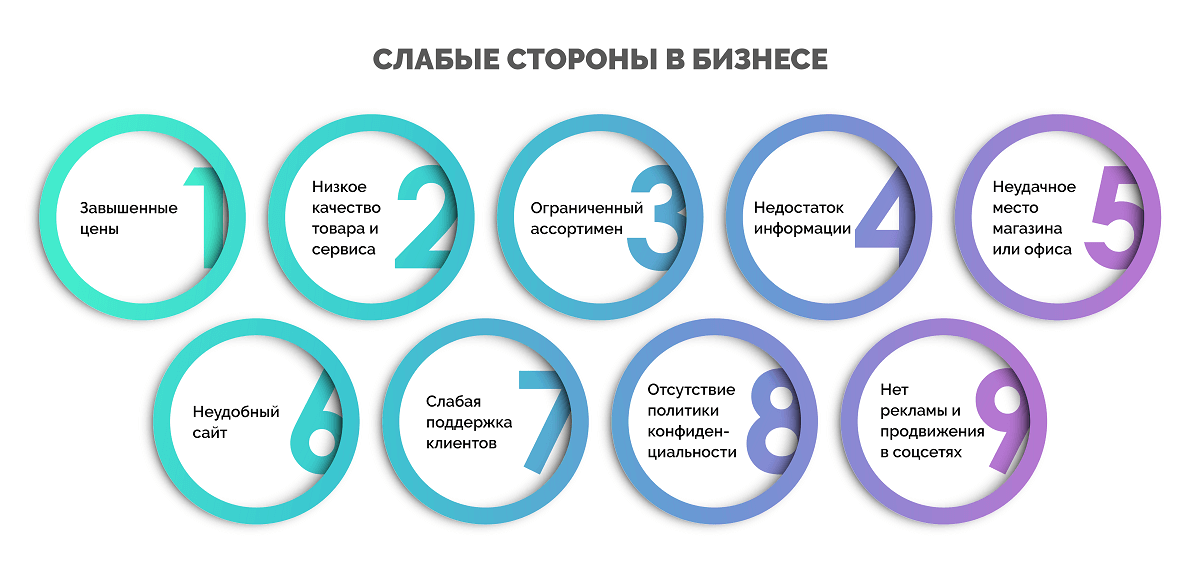 СЛАБЫЕ СТОРОНЫ В БИЗНЕСЕ
Завышенные
цены
1
Низкое
качество
товара и
сервиса
2
Ограниченный
ассортимен
3
Недостаток
информации
4
Неудачное
место
магазина
или офиса
5
Неудобный
сайт
6
Слабая
поддержка
клиентов
7
Отсутствие
политики
конфиден-
циальности
8
Нет
рекламы и
продвижения
в соцсетях
9